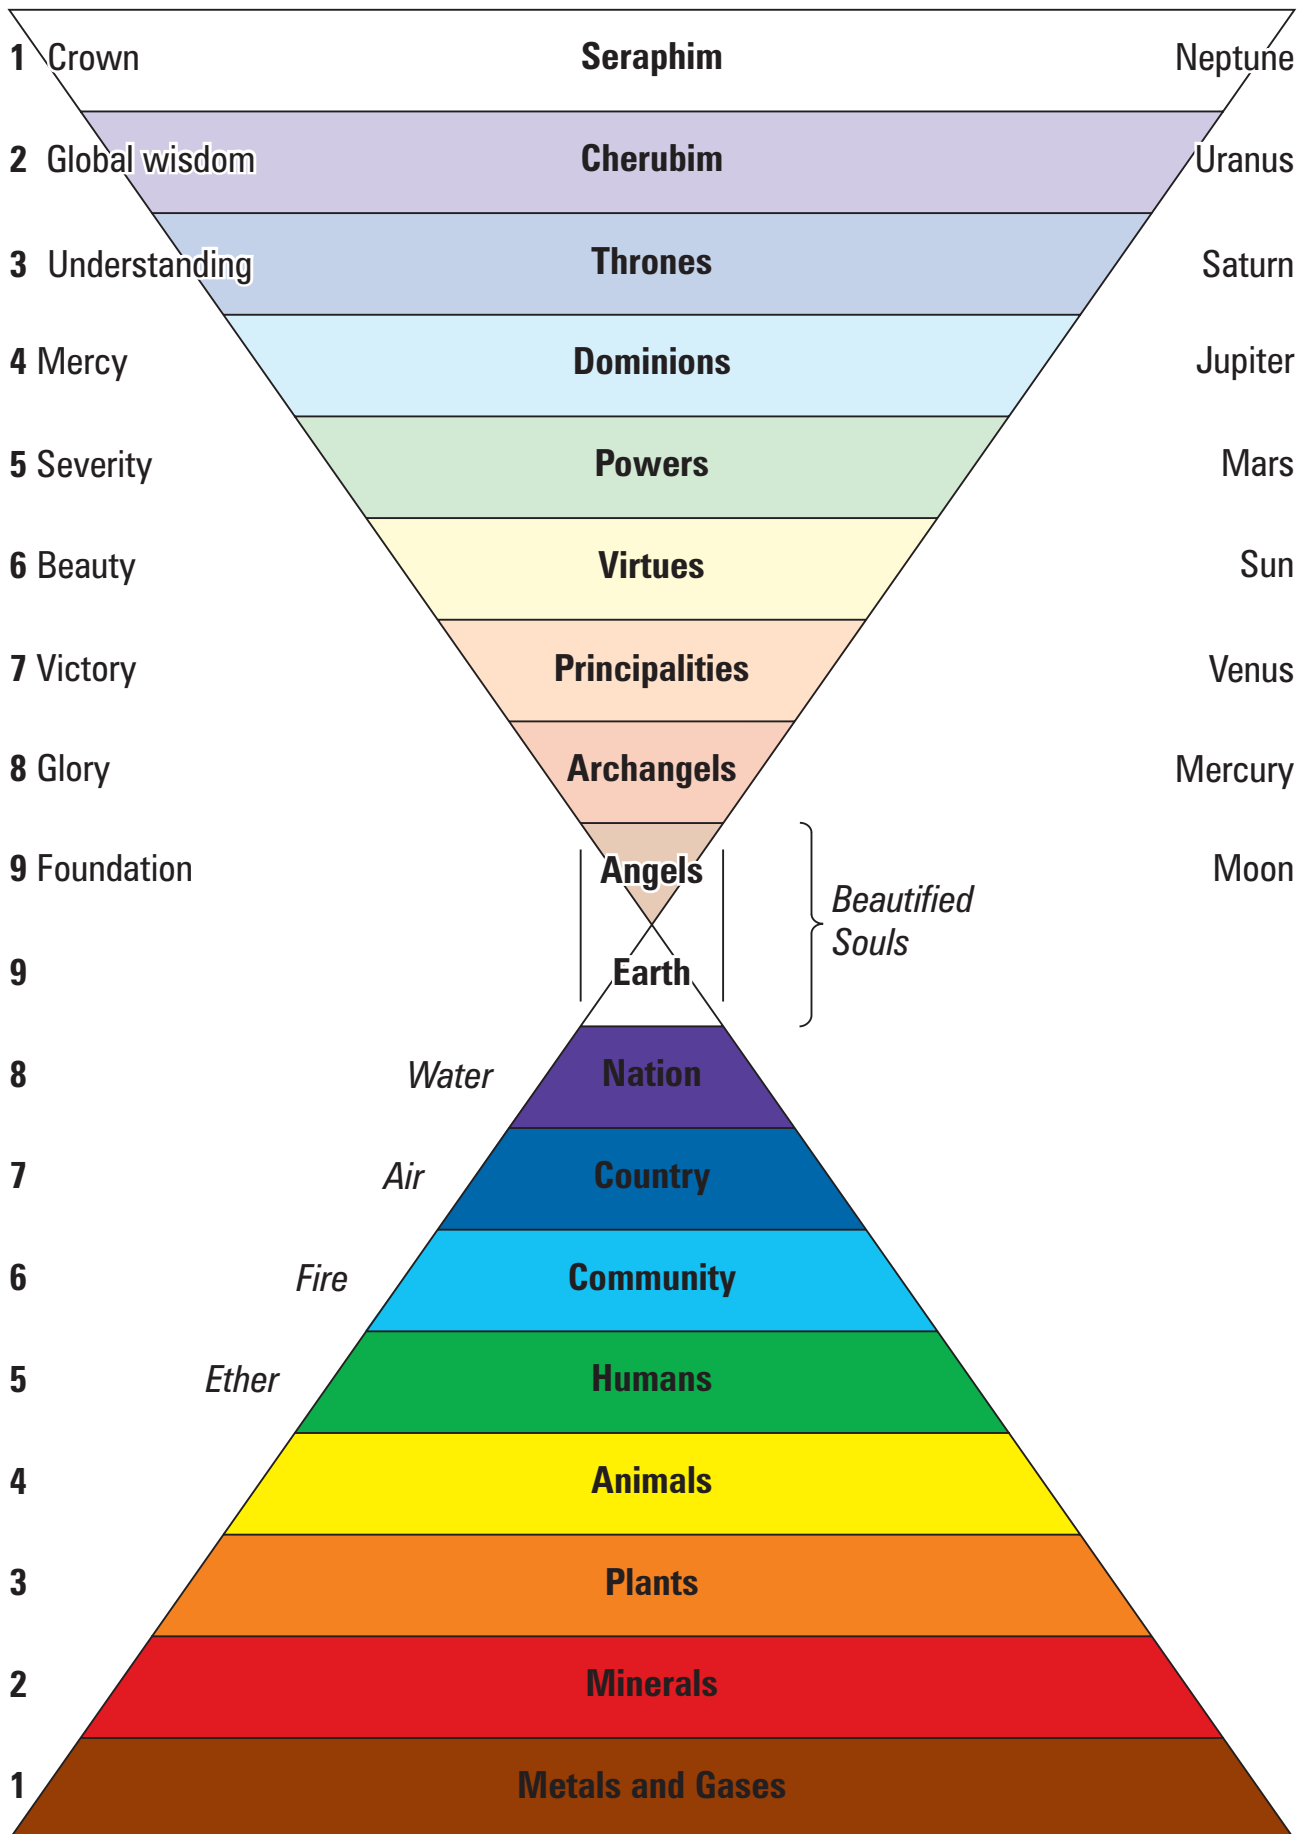 1 Crown Seraphim Neptune
2 Global wisdom Cherubim Uranus
3 Understanding Thrones Saturn
4 Mercy Dominions Jupiter
5 Severity Powers Mars
6 Beauty Virtues Sun
7 Victory Principalities Venus
8 Glory Archangels Mercury
9 Foundation Angels Moon
Beautified
Souls
9 Earth
8 Water Nation
7 Air Country
6 Fire Community
5 Ether Humans
4 Animals
3 Plants
2 Minerals
1 Metals and Gases